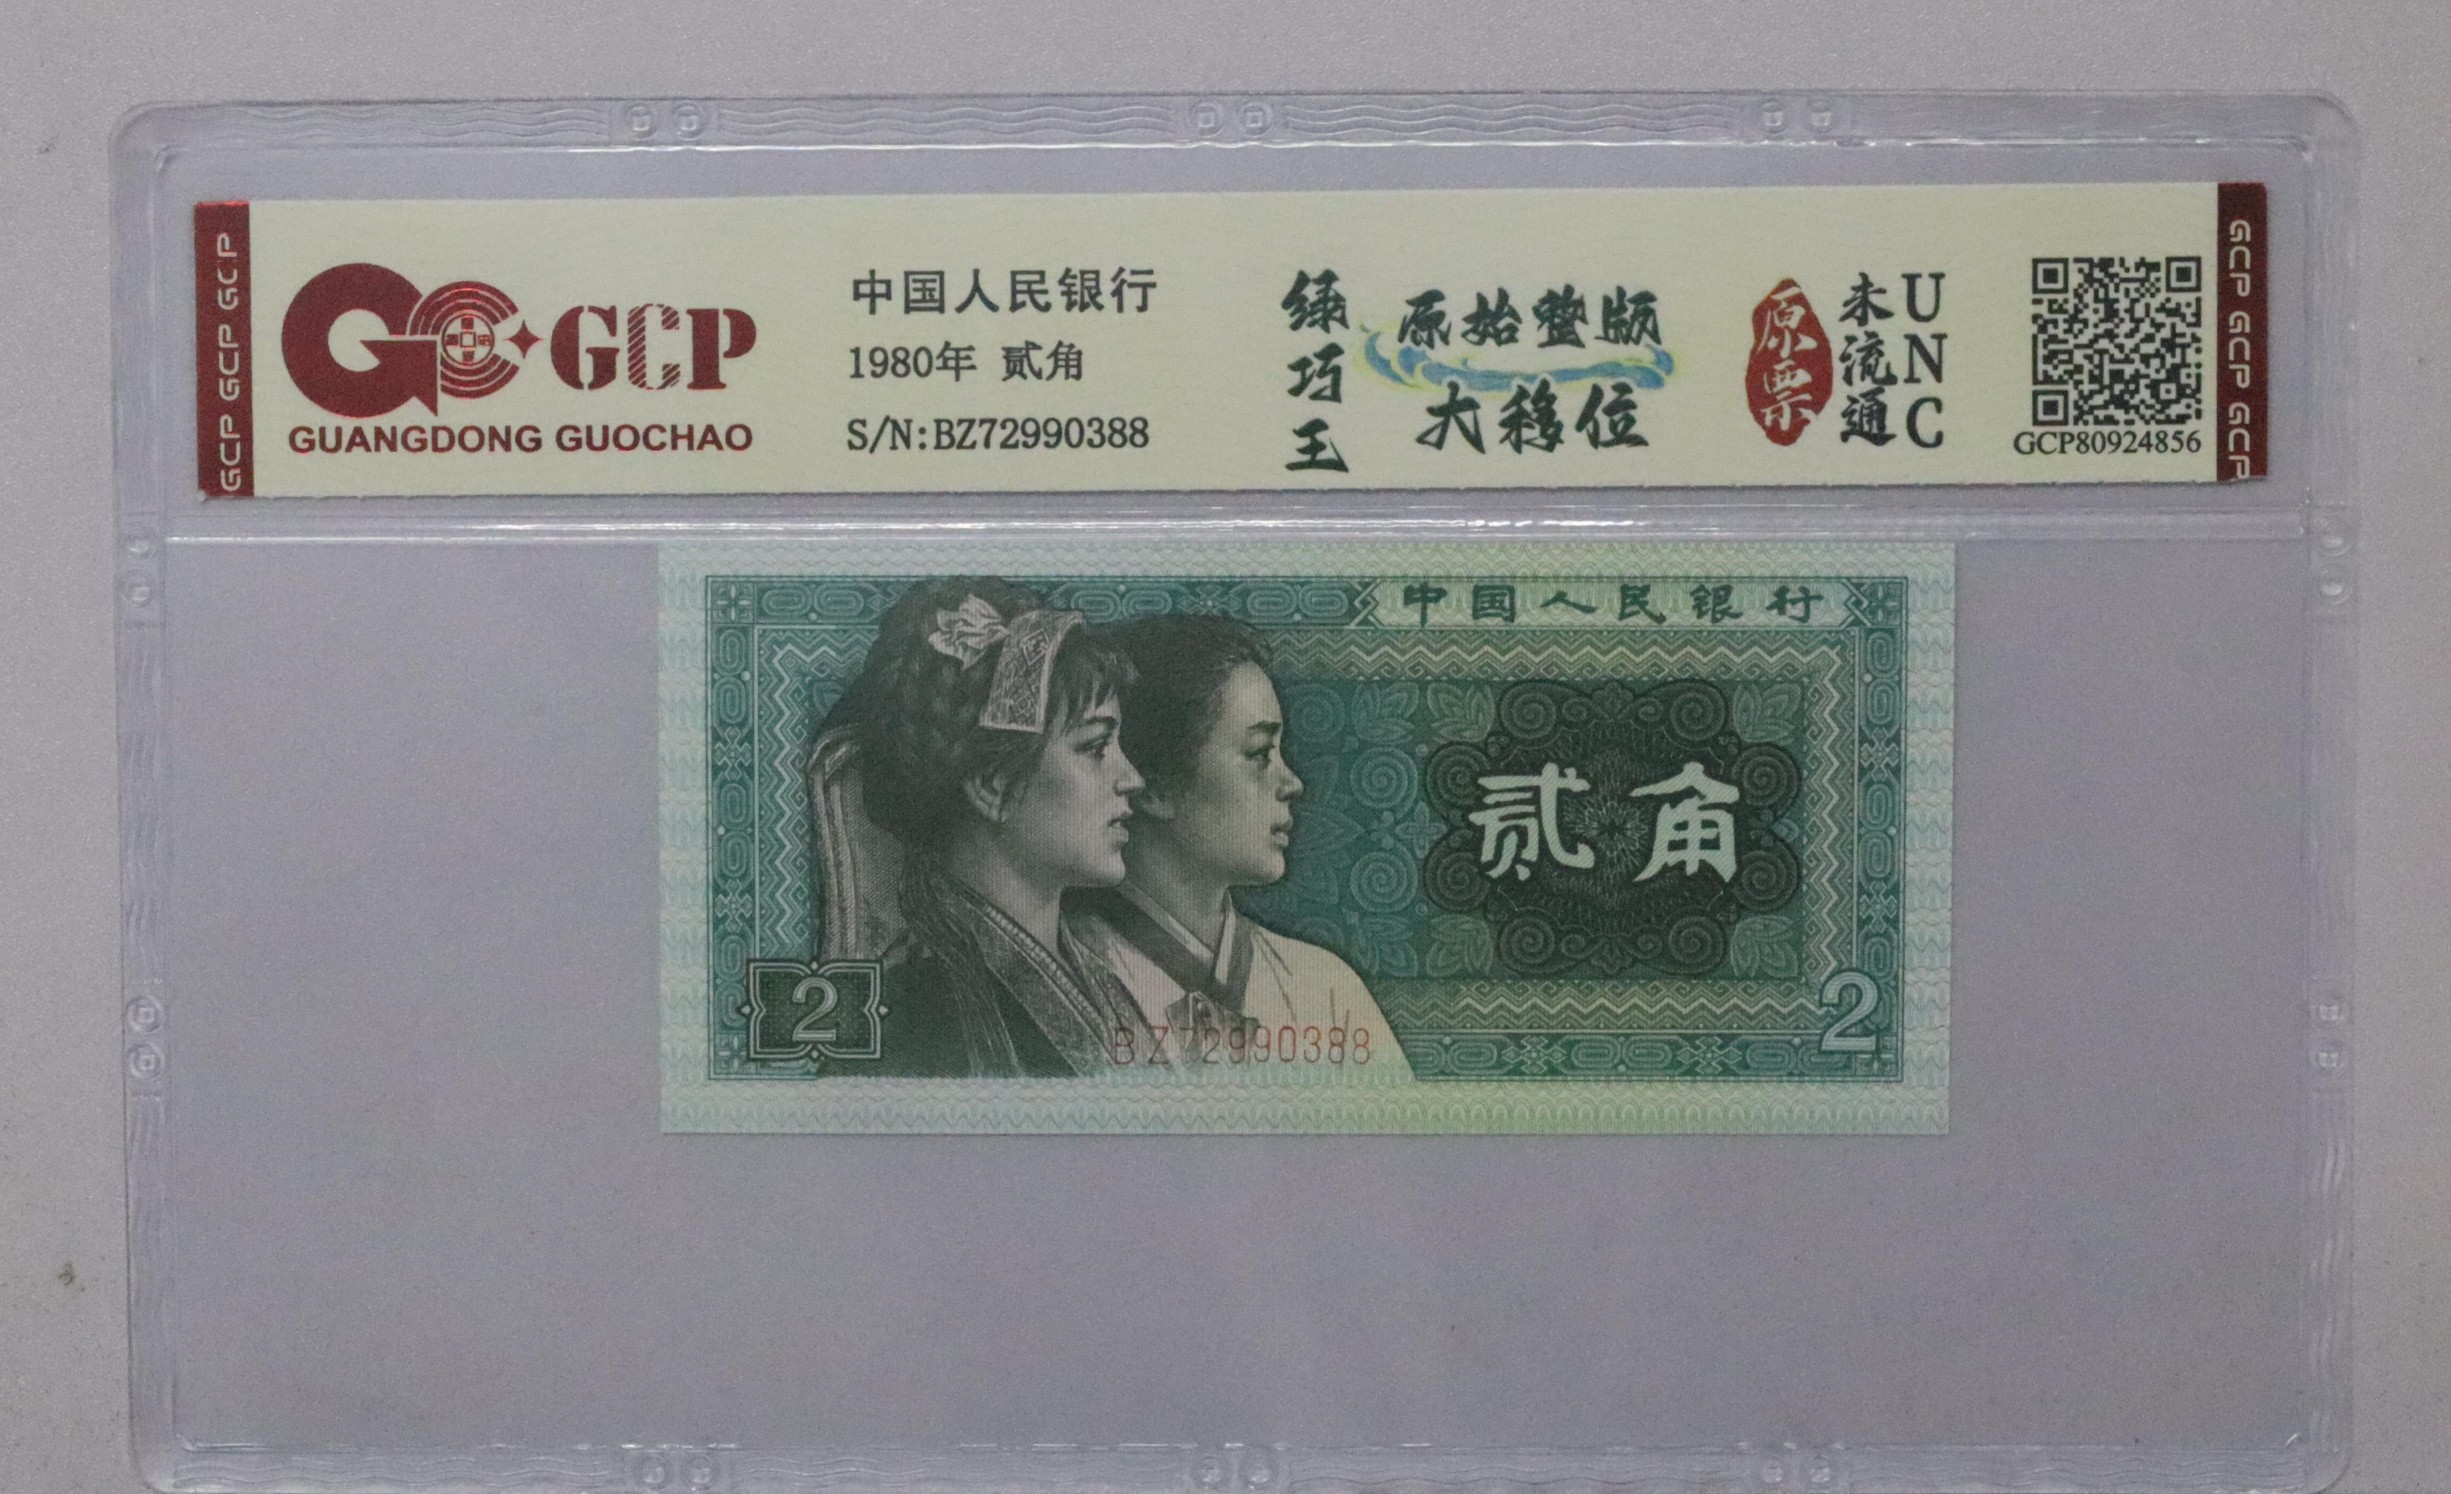 GCP GCP GCP
GCP
GUANGDONG GUOCHAO
中国人民银行
1980年 贰角
S/N:BZ72990388
绿巧王
原始整版
大移位
原票
未流通
UNC
GCP80924856
GCP GCP GCP
中国人民银行
贰角
2
2
BZ72990388